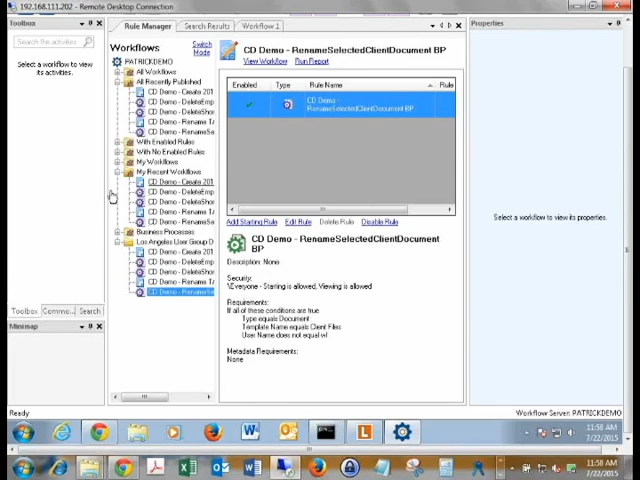 192.168.111.202 - Remote Desktop Connection
Toolbox
Rule Manager
Search Results
Workflow 1
Properties
Search the activities
Select a workflow to view
its activities.
Workflows
Switch
Mode
PATRICKDEMO
All Workflows
All Recently Published
CD Demo - Create 201
CD Demo - DeleteEmp
CD Demo - DeleteSho
CD Demo - Rename T
CD Demo - RenameSe
With Enabled Rules
With No Enabled Rules
My Workflows
My Recent Workflows
CD Demo - Create 201
CD Demo - DeleteEmp
CD Demo - DeleteSho
CD Demo - Rename T
CD Demo - RenameSe
Business Processes
Los Angeles User Group D
CD Demo - Create 201
CD Demo - DeleteEmp
CD Demo - DeleteSho
CD Demo - Rename T
CD Demo - RenameSe
CD Demo - RenameSelectedClientDocument BP
View Workflow
Run Report
Enabled
Type
Rule Name
Rule
CD Demo -
RenameSelectedClientDocument BP
Add Starting Rule
Edit Rule
Delete Rule
Disable Rule
CD Demo - RenameSelectedClientDocument
BP
Description: None
Security:
\Everyone - Starting is allowed, Viewing is allowed
Requirements:
If all of these conditions are true
Type equals Document
Template Name equals Client Files
User Name does not equal wf
Metadata Requirements:
None
Select a workflow to view its properties.
Toolbox
Commo...
Search
Minimap
Ready
Workflow Server: PATRICKDEMO
11:58 AM
7/22/2015
11:58 AM
7/22/2015